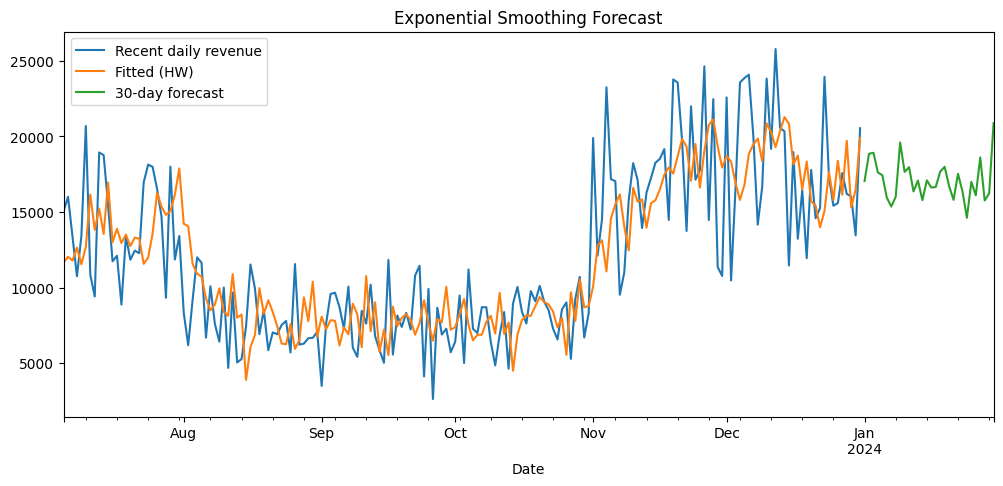 Exponential Smoothing Forecast
Recent daily revenue
Fitted (HW)
30-day forecast
25000
20000
15000
10000
5000
Aug
Sep
Oct
Nov
Dec
Jan
2024
Date